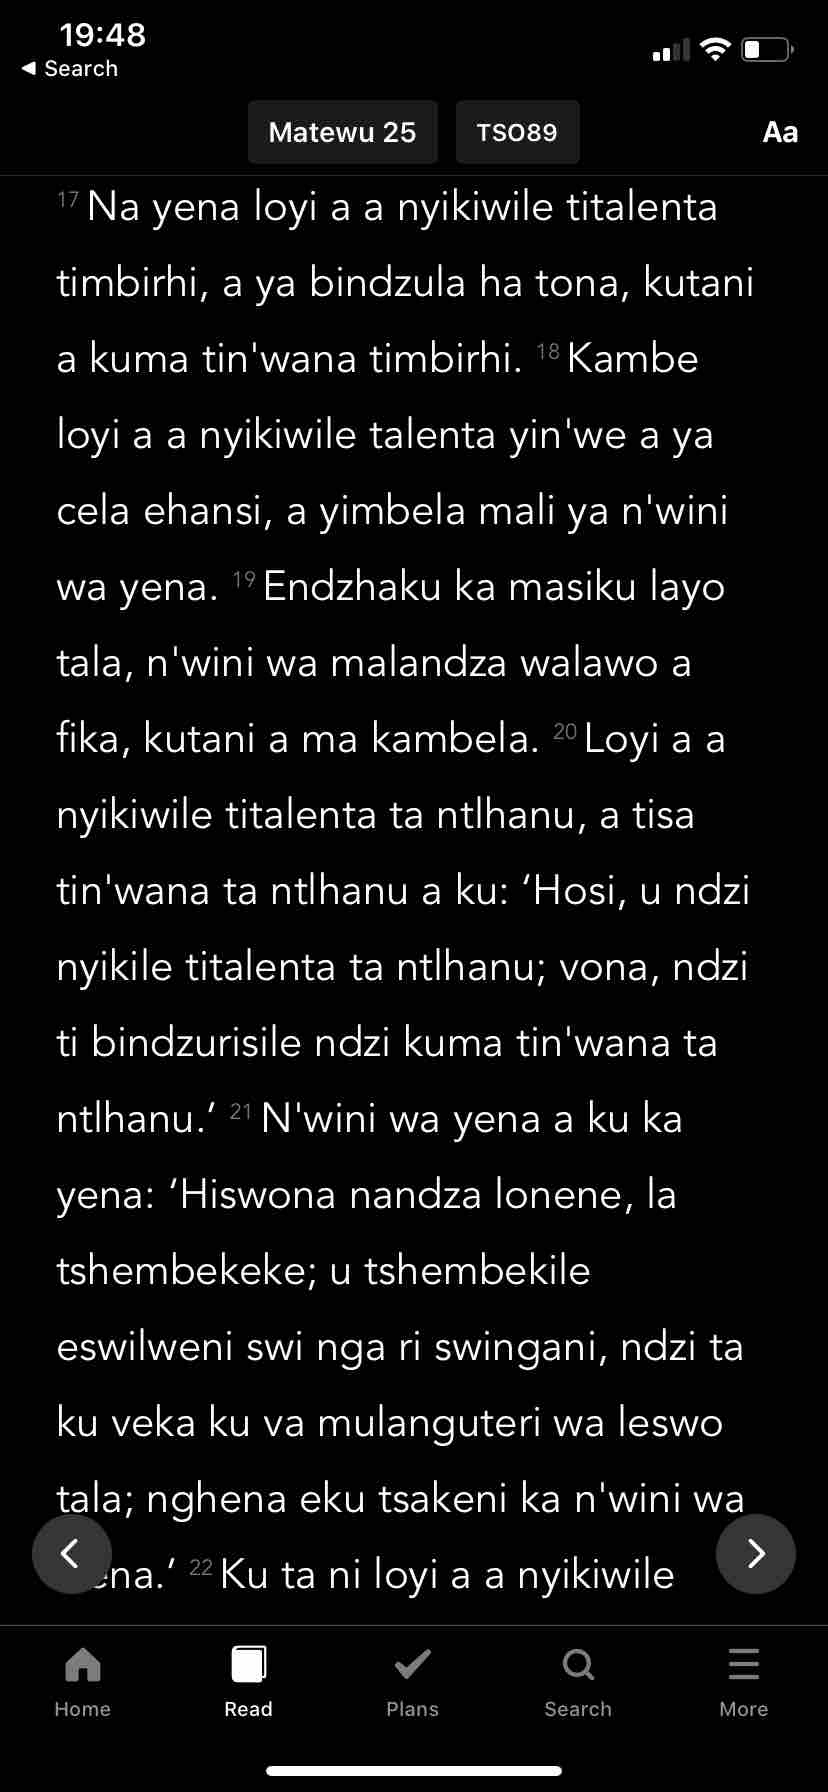 19:48
Search
Matewu 25 TSO89 Aa
17 Na yena loyi a a nyikiwile titalenta
timbirhi, a ya bindzula ha tona, kutani
a kuma tin'wana timbirhi. 18 Kambe
loyi a a nyikiwile talenta yin'we a ya
cela ehansi, a yimbela mali ya n'wini
wa yena. 19 Endzhaku ka masiku layo
tala, n'wini wa malandza walawo a
fika, kutani a ma kambela. 20 Loyi a a
nyikiwile titalenta ta ntlhanu, a tisa
tin'wana ta ntlhanu a ku: ‘Hosi, u ndzi
nyikile titalenta ta ntlhanu; vona, ndzi
ti bindzurisile ndzi kuma tin'wana ta
ntlhanu.’ 21 N'wini wa yena a ku ka
yena: ‘Hiswona nandza lonene, la
tshembekeke; u tshembekile
eswilweni swi nga ri swingani, ndzi ta
ku veka ku va mulanguteri wa leswo
tala; nghena eku tsakeni ka n'wini wa
22 Ku ta ni loyi a a nyikiwile
Home Read Plans Search More